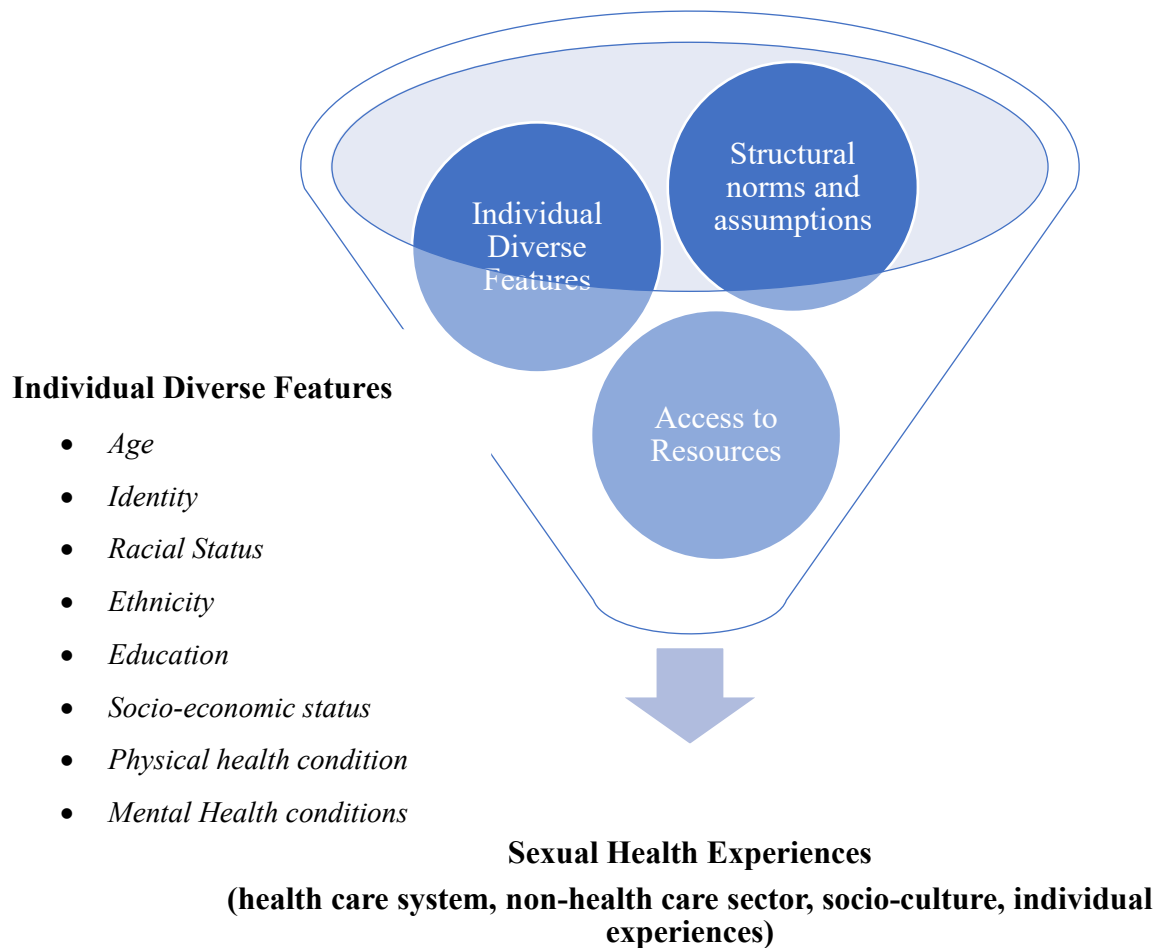 Structural
norms and
assumptions
Individual
Diverse
Features
Access to
Resources
Individual Diverse Features
• Age
• Identity
• Racial Status
• Ethnicity
• Education
• Socio-economic status
• Physical health condition
• Mental Health conditions
Sexual Health Experiences
(health care system, non-health care sector, socio-culture, individual
experiences)